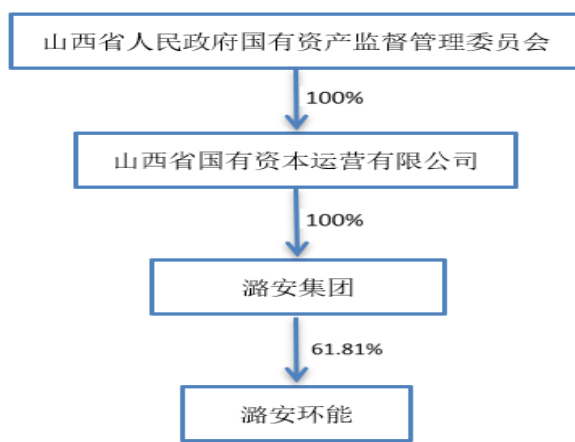 山西省人民政府国有资产监督管理委员会
100%
山西省国有资本运营有限公司
100%
潞安集团
61.81%
潞安环能